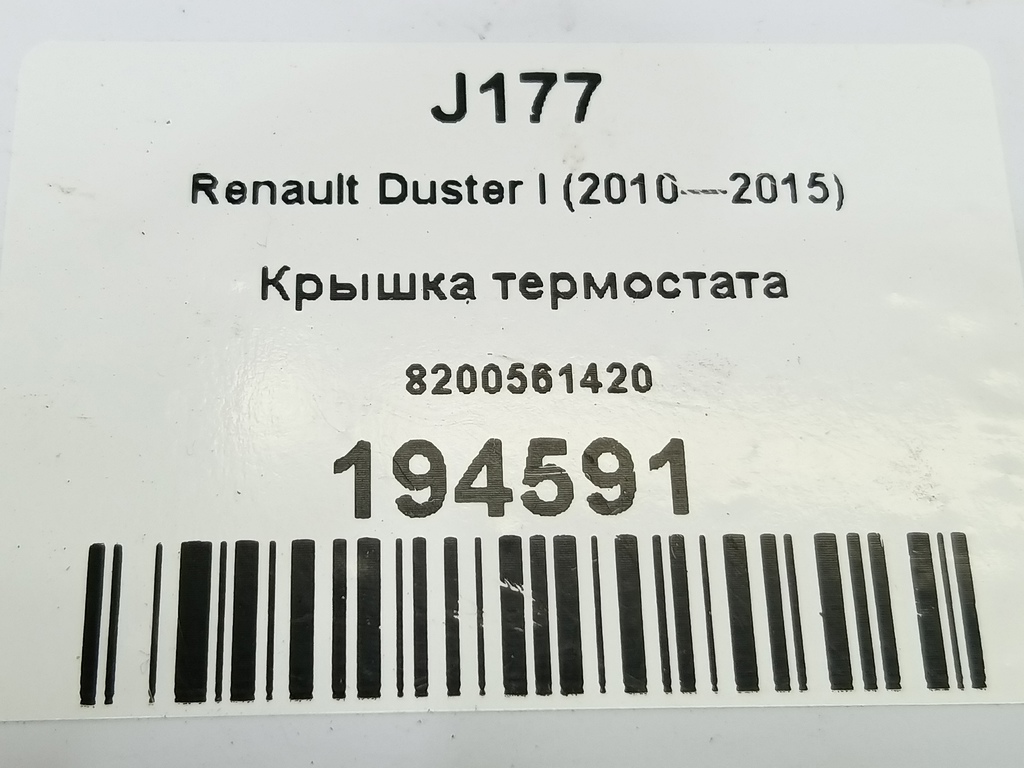 J177
Renault Duster I (2010—2015)
Крышка термостата
8200561420
194591